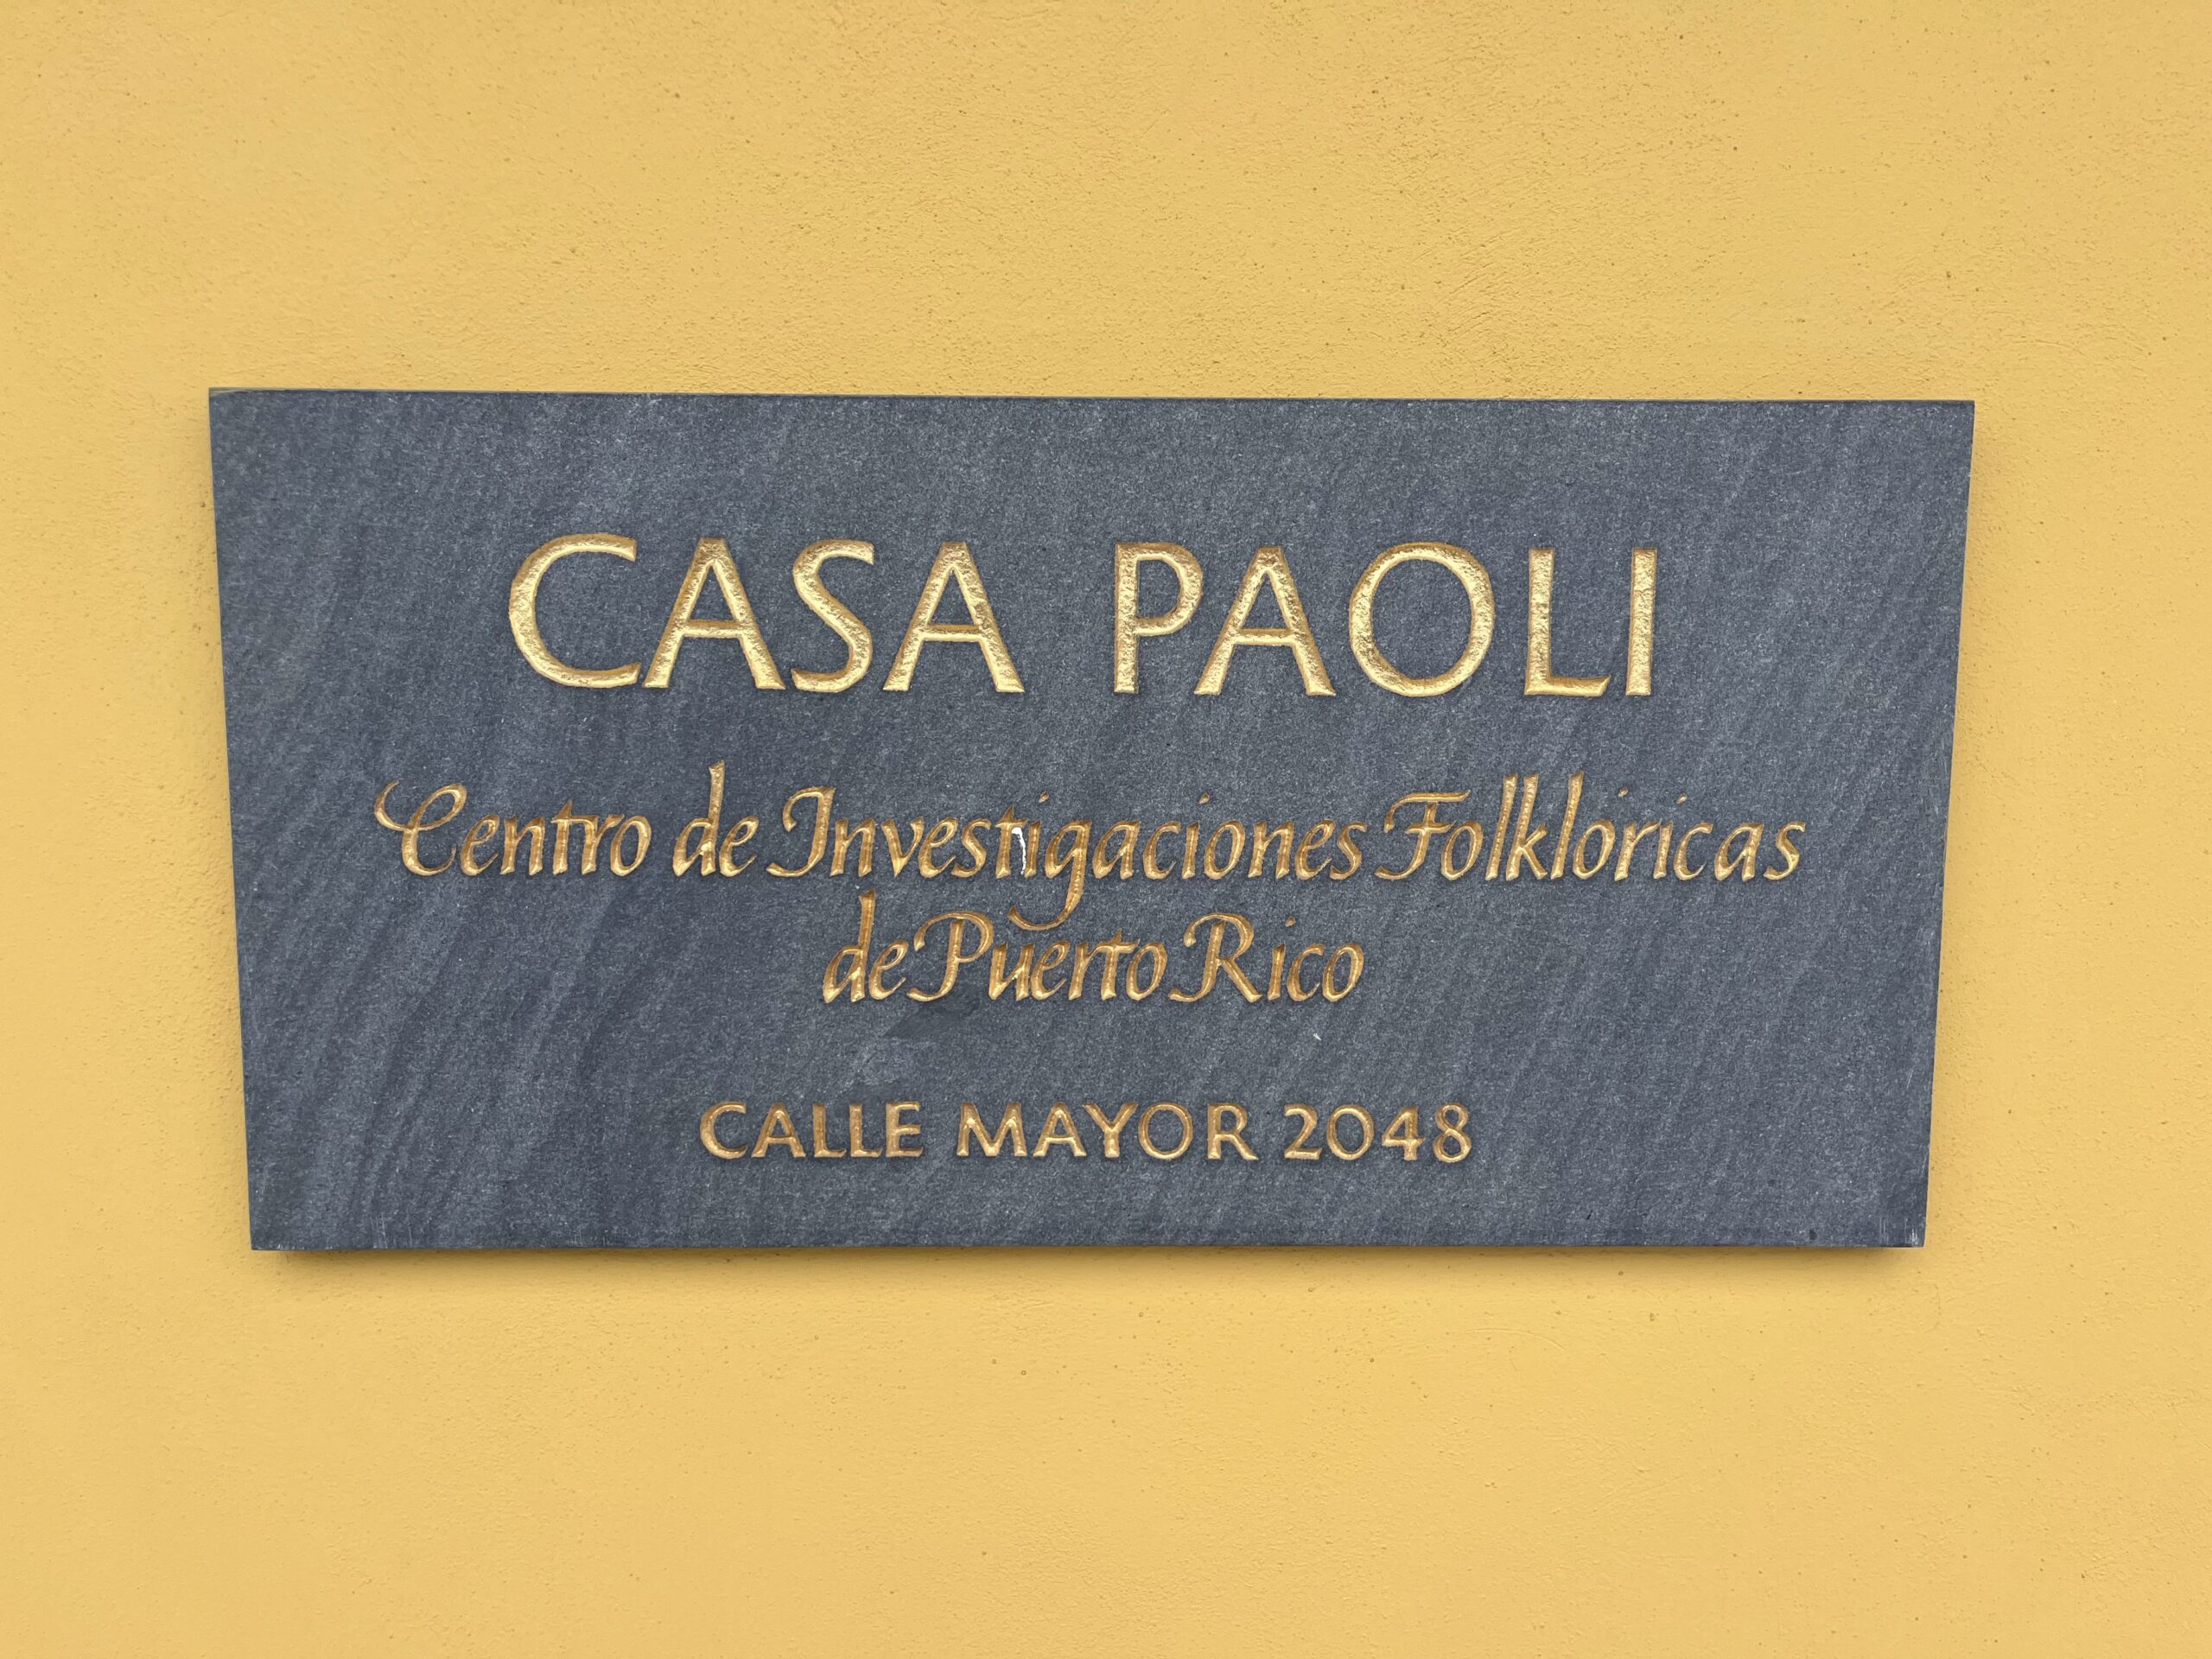 CASA PAOLI
Centro de Investigaciones Folklóricas
de Puerto Rico
CALLE MAYOR 2048